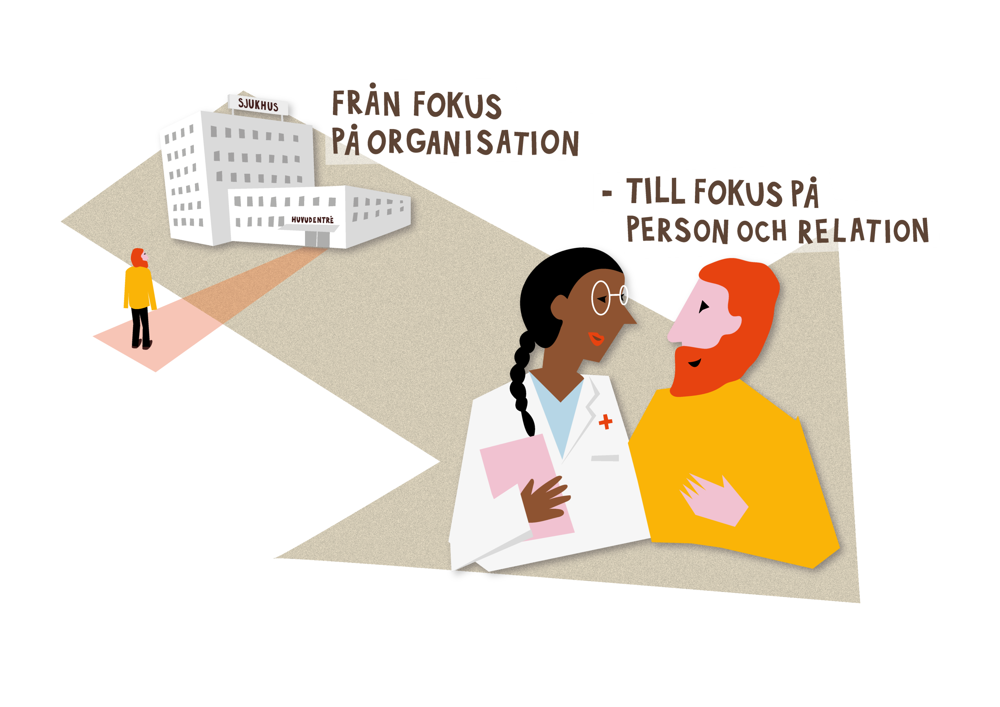 SJUKHUS
FRÅN FOKUS
PÅ ORGANISATION
- TILL FOKUS PÅ
PERSON OCH RELATION
HUVUDENTRÉ